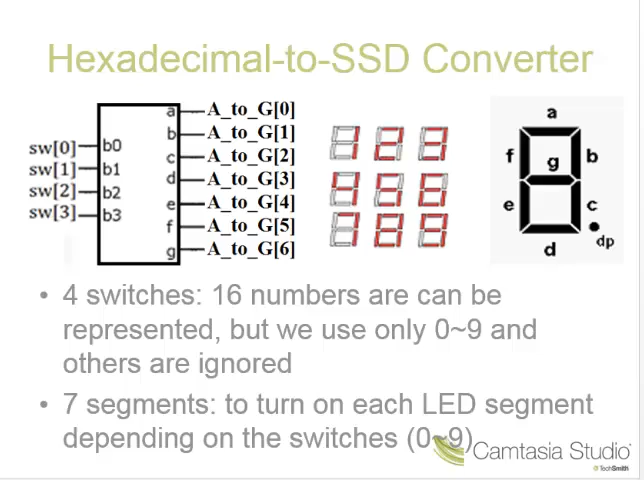 Hexadecimal-to-SSD Converter
a A_to_G[0]
b A_to_G[1]
sw[0] b0 c A_to_G[2]
sw[1] b1 d A_to_G[3]
sw[2] b2 e A_to_G[4]
sw[3] b3 f A_to_G[5]
g A_to_G[6]
a
f g b
e c
d dp
• 4 switches: 16 numbers are can be
represented, but we use only 0~9 and
others are ignored
• 7 segments: to turn on each LED segment
depending on the switches (0~9)
Camtasia Studio
TechSmith